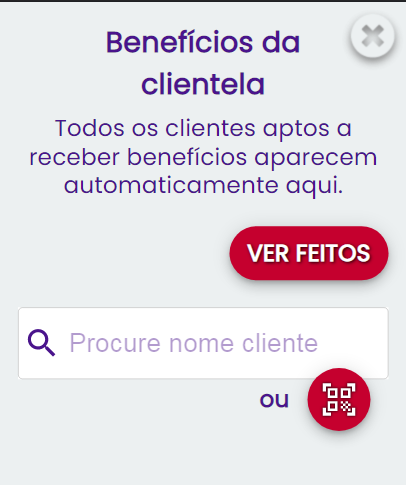 Benefícios da
clientela
Todos os clientes aptos a
receber benefícios aparecem
automaticamente aqui.
VER FEITOS
Procure nome cliente
ou